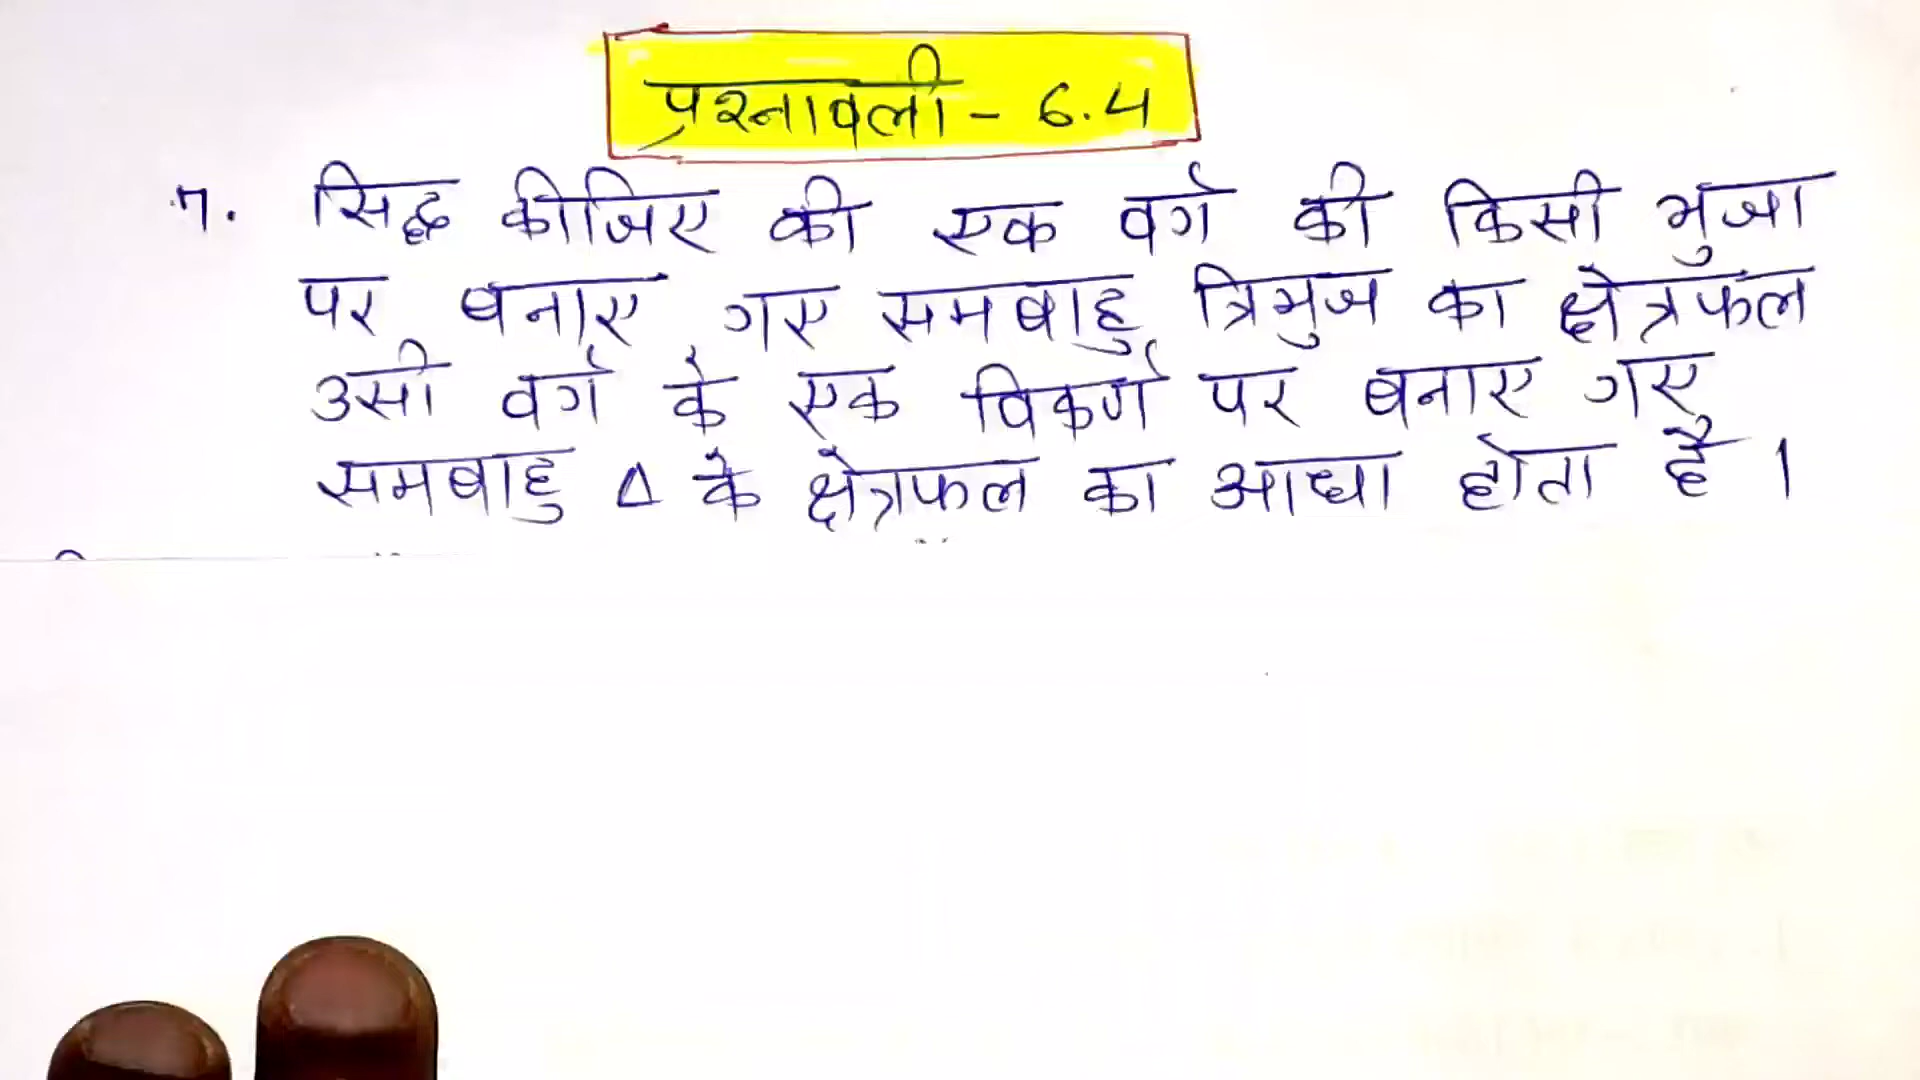 प्रश्नावली - 6.4
7. सिद्ध कीजिए की एक वर्ग की किसी भुजा
पर बनाए गए समबाहु त्रिभुज का क्षेत्रफल
उसी वर्ग के एक विकर्ण पर बनाए गए
समबाहु Δ के क्षेत्रफल का आधा होता है ।